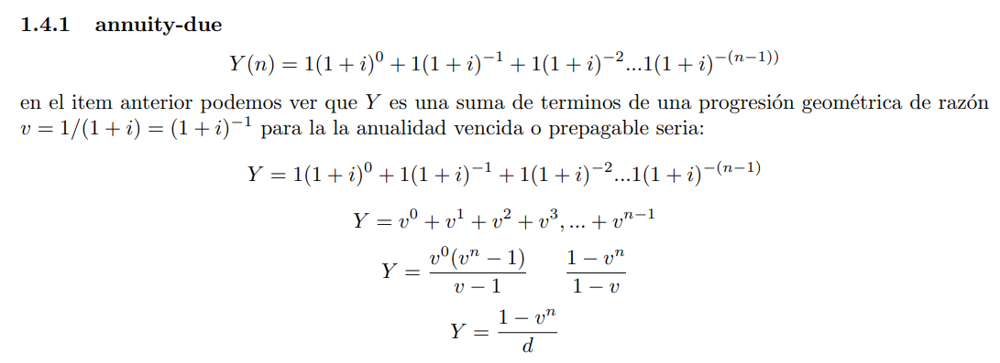 1.4.1 annuity-due
Y(n) = 1(1 + i)^0 + 1(1 + i)^{-1} + 1(1 + i)^{-2}...1(1 + i)^{-(n-1))}
en el item anterior podemos ver que Y es una suma de terminos de una progresión geométrica de razón
v = 1/(1 + i) = (1 + i)^{-1} para la la anualidad vencida o prepagable seria:
Y = 1(1 + i)^0 + 1(1 + i)^{-1} + 1(1 + i)^{-2}...1(1 + i)^{-(n-1)}
Y = v^0 + v^1 + v^2 + v^3, ... + v^{n-1}
Y = \frac{v^0(v^n - 1)}{v - 1} \quad \frac{1 - v^n}{1 - v}
Y = \frac{1 - v^n}{d}